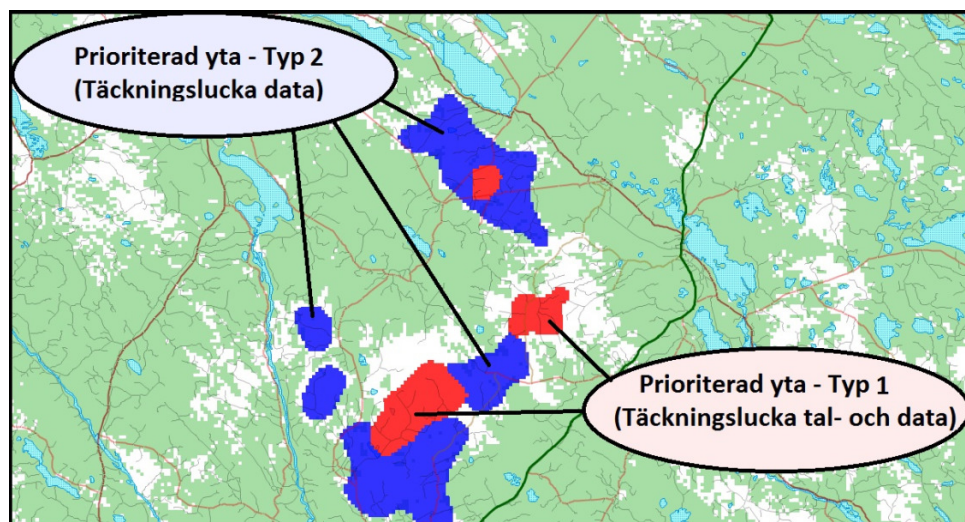 Prioriterad yta - Typ 2
(Täckningslucka data)
Prioriterad yta - Typ 1
(Täckningslucka tal- och data)